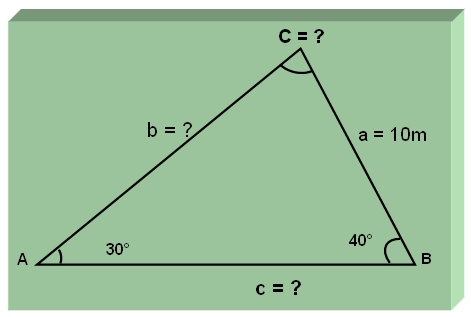 C = ?
b = ?
a = 10m
A
30°
40°
B
c = ?